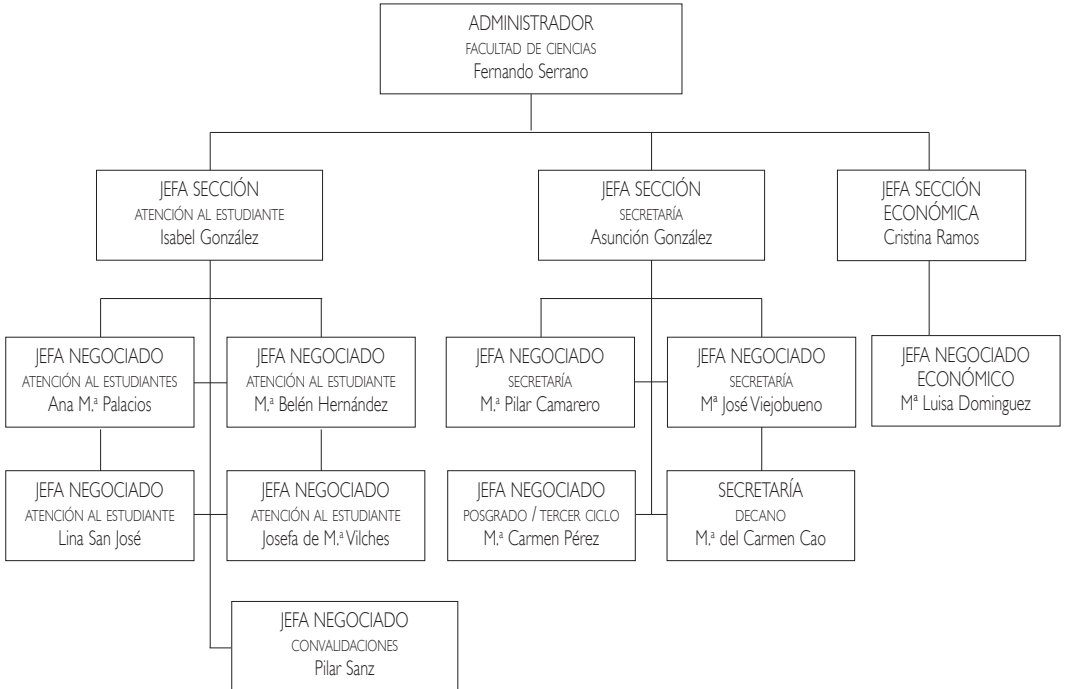 ADMINISTRADOR
FACULTAD DE CIENCIAS
Fernando Serrano
JEFA SECCIÓN
ATENCIÓN AL ESTUDIANTE
Isabel González
JEFA SECCIÓN
SECRETARÍA
Asunción González
JEFA SECCIÓN
ECONÓMICA
Cristina Ramos
JEFA NEGOCIADO
ATENCIÓN AL ESTUDIANTES
Ana M.ª Palacios
JEFA NEGOCIADO
ATENCIÓN AL ESTUDIANTE
M.ª Belén Hernández
JEFA NEGOCIADO
SECRETARÍA
M.ª Pilar Camarero
JEFA NEGOCIADO
SECRETARÍA
Mª José Viejobueno
JEFA NEGOCIADO
ECONÓMICO
Mª Luisa Dominguez
JEFA NEGOCIADO
ATENCIÓN AL ESTUDIANTE
Lina San José
JEFA NEGOCIADO
ATENCIÓN AL ESTUDIANTE
Josefa de M.ª Vilches
JEFA NEGOCIADO
POSGRADO / TERCER CICLO
M.ª Carmen Pérez
SECRETARÍA
DECANO
M.ª del Carmen Cao
JEFA NEGOCIADO
CONVALIDACIONES
Pilar Sanz